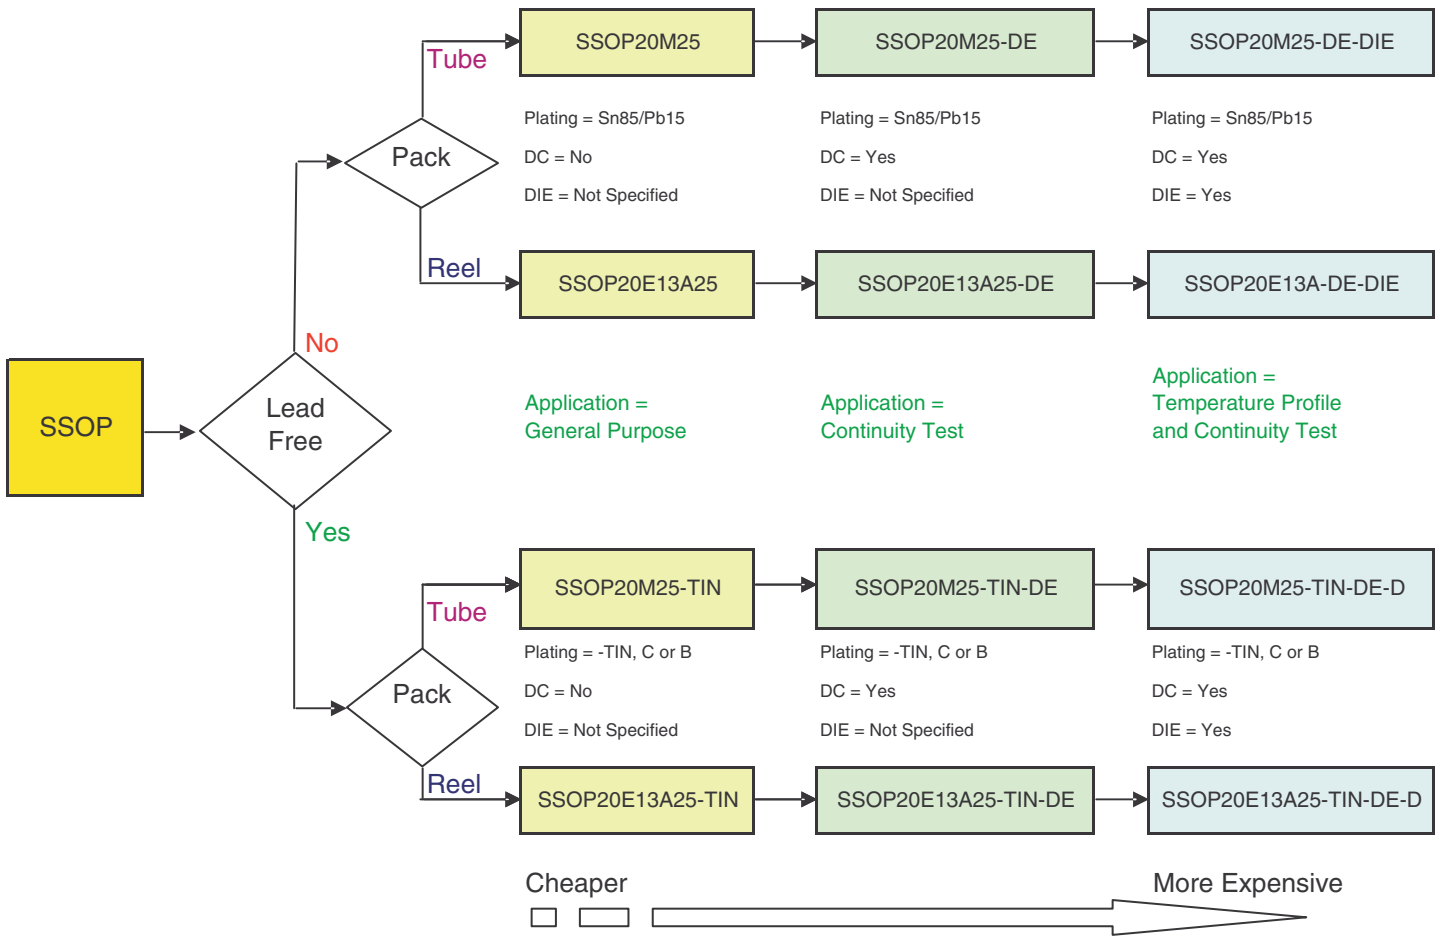 SSOP20M25
SSOP20M25-DE
SSOP20M25-DE-DIE
Tube
Plating = Sn85/Pb15
Plating = Sn85/Pb15
Plating = Sn85/Pb15
Pack
DC = No
DC = Yes
DC = Yes
DIE = Not Specified
DIE = Not Specified
DIE = Yes
Reel
SSOP20E13A25
SSOP20E13A25-DE
SSOP20E13A-DE-DIE
No
SSOP
Lead
Free
Application =
General Purpose
Application =
Continuity Test
Application =
Temperature Profile
and Continuity Test
Yes
SSOP20M25-TIN
SSOP20M25-TIN-DE
SSOP20M25-TIN-DE-D
Tube
Plating = -TIN, C or B
Plating = -TIN, C or B
Plating = -TIN, C or B
Pack
DC = No
DC = Yes
DC = Yes
DIE = Not Specified
DIE = Not Specified
DIE = Yes
Reel
SSOP20E13A25-TIN
SSOP20E13A25-TIN-DE
SSOP20E13A25-TIN-DE-D
Cheaper
More Expensive